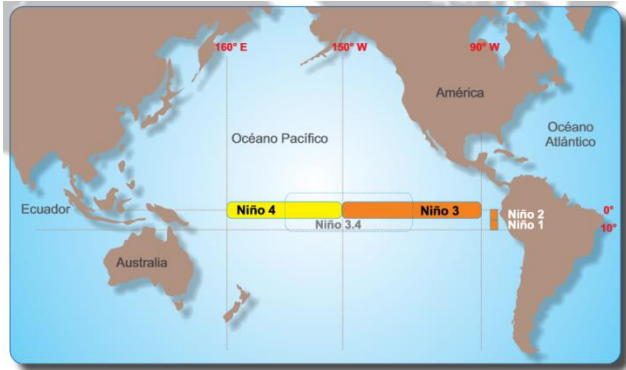 160° E
150° W
90° W
América
Océano Pacífico
Océano
Atlántico
Ecuador
Niño 4
Niño 3
Niño 2
0°
Niño 3.4
Niño 1
10°
Australia